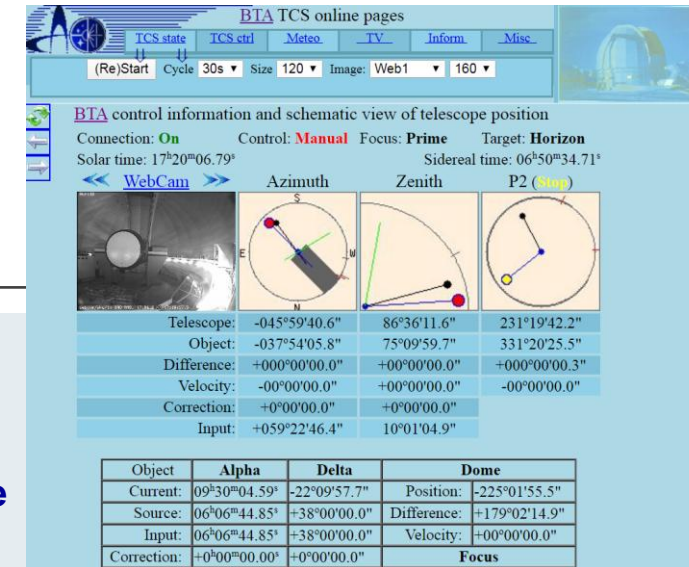 BTA TCS online pages
TCS state TCS ctrl Meteo TV Inform Misc
(Re)Start Cycle 30s Size 120 Image: Web1 160
BTA control information and schematic view of telescope position
Connection: On Control: Manual Focus: Prime Target: Horizon
Solar time: 17h20m06.79s Sidereal time: 06h50m34.71s
<< WebCam >> Azimuth Zenith P2 (Stop)
S
E W
N
Telescope: -045°59'40.6" 86°36'11.6" 231°19'42.2"
Object: -037°54'05.8" 75°09'59.7" 331°20'25.5"
Difference: +000°00'00.0" +00°00'00.0" +000°00'00.3"
Velocity: -00°00'00.0" +00°00'00.0" -00°00'00.0"
Correction: +0°00'00.0" +0°00'00.0"
Input: +059°22'46.4" 10°01'04.9"
Object Alpha Delta Dome
Current: 09h30m04.59s -22°09'57.7" Position: -225°01'55.5"
Source: 06h06m44.85s +38°00'00.0" Difference: +179°02'14.9"
Input: 06h06m44.85s +38°00'00.0" Velocity: +00°00'00.0"
Correction: +0h00m00.00s +0°00'00.0" Focus
e